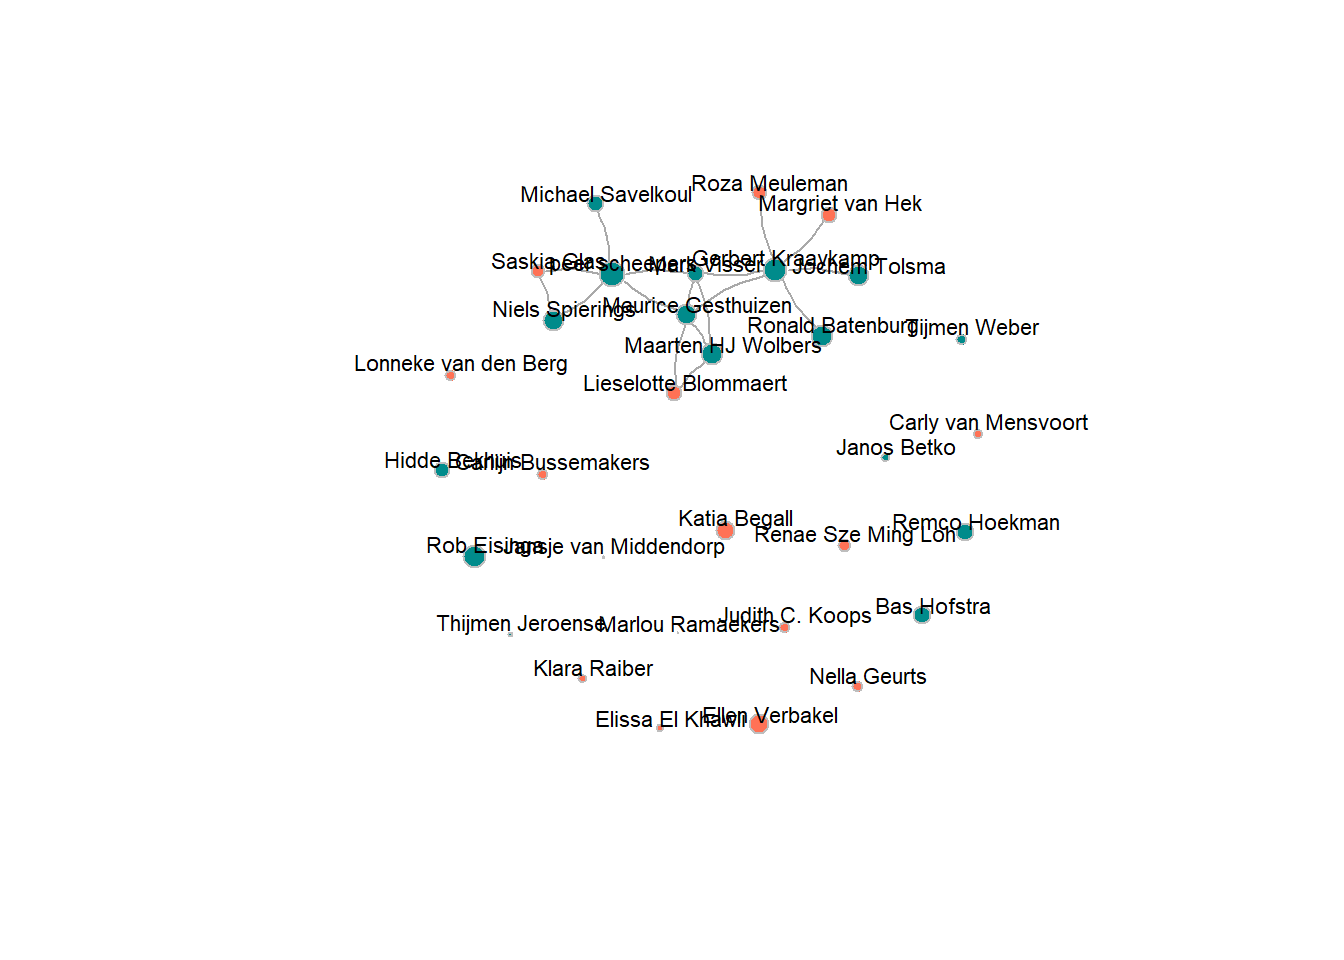 Roza Meuleman
Michael Savelkoul
Margriet van Hek
Saskia Glas
peer scheepers
Mark Visser
Gerbert Kraaykamp
Jochem Tolsma
Niels Spierings
Maurice Gesthuizen
Ronald Batenburg
Tijmen Weber
Maarten HJ Wolbers
Lonneke van den Berg
Lieselotte Blommaert
Carly van Mensvoort
Janos Betko
Hidde Bekhuis
Carlijn Bussemakers
Katia Begall
Remco Hoekman
Renae Sze Ming Loh
Rob Eisinga
Jansje van Middendorp
Bas Hofstra
Judith C. Koops
Thijmen Jeroense
Marlou Ramaekers
Klara Raiber
Nella Geurts
Elissa El Khawli
Ellen Verbakel